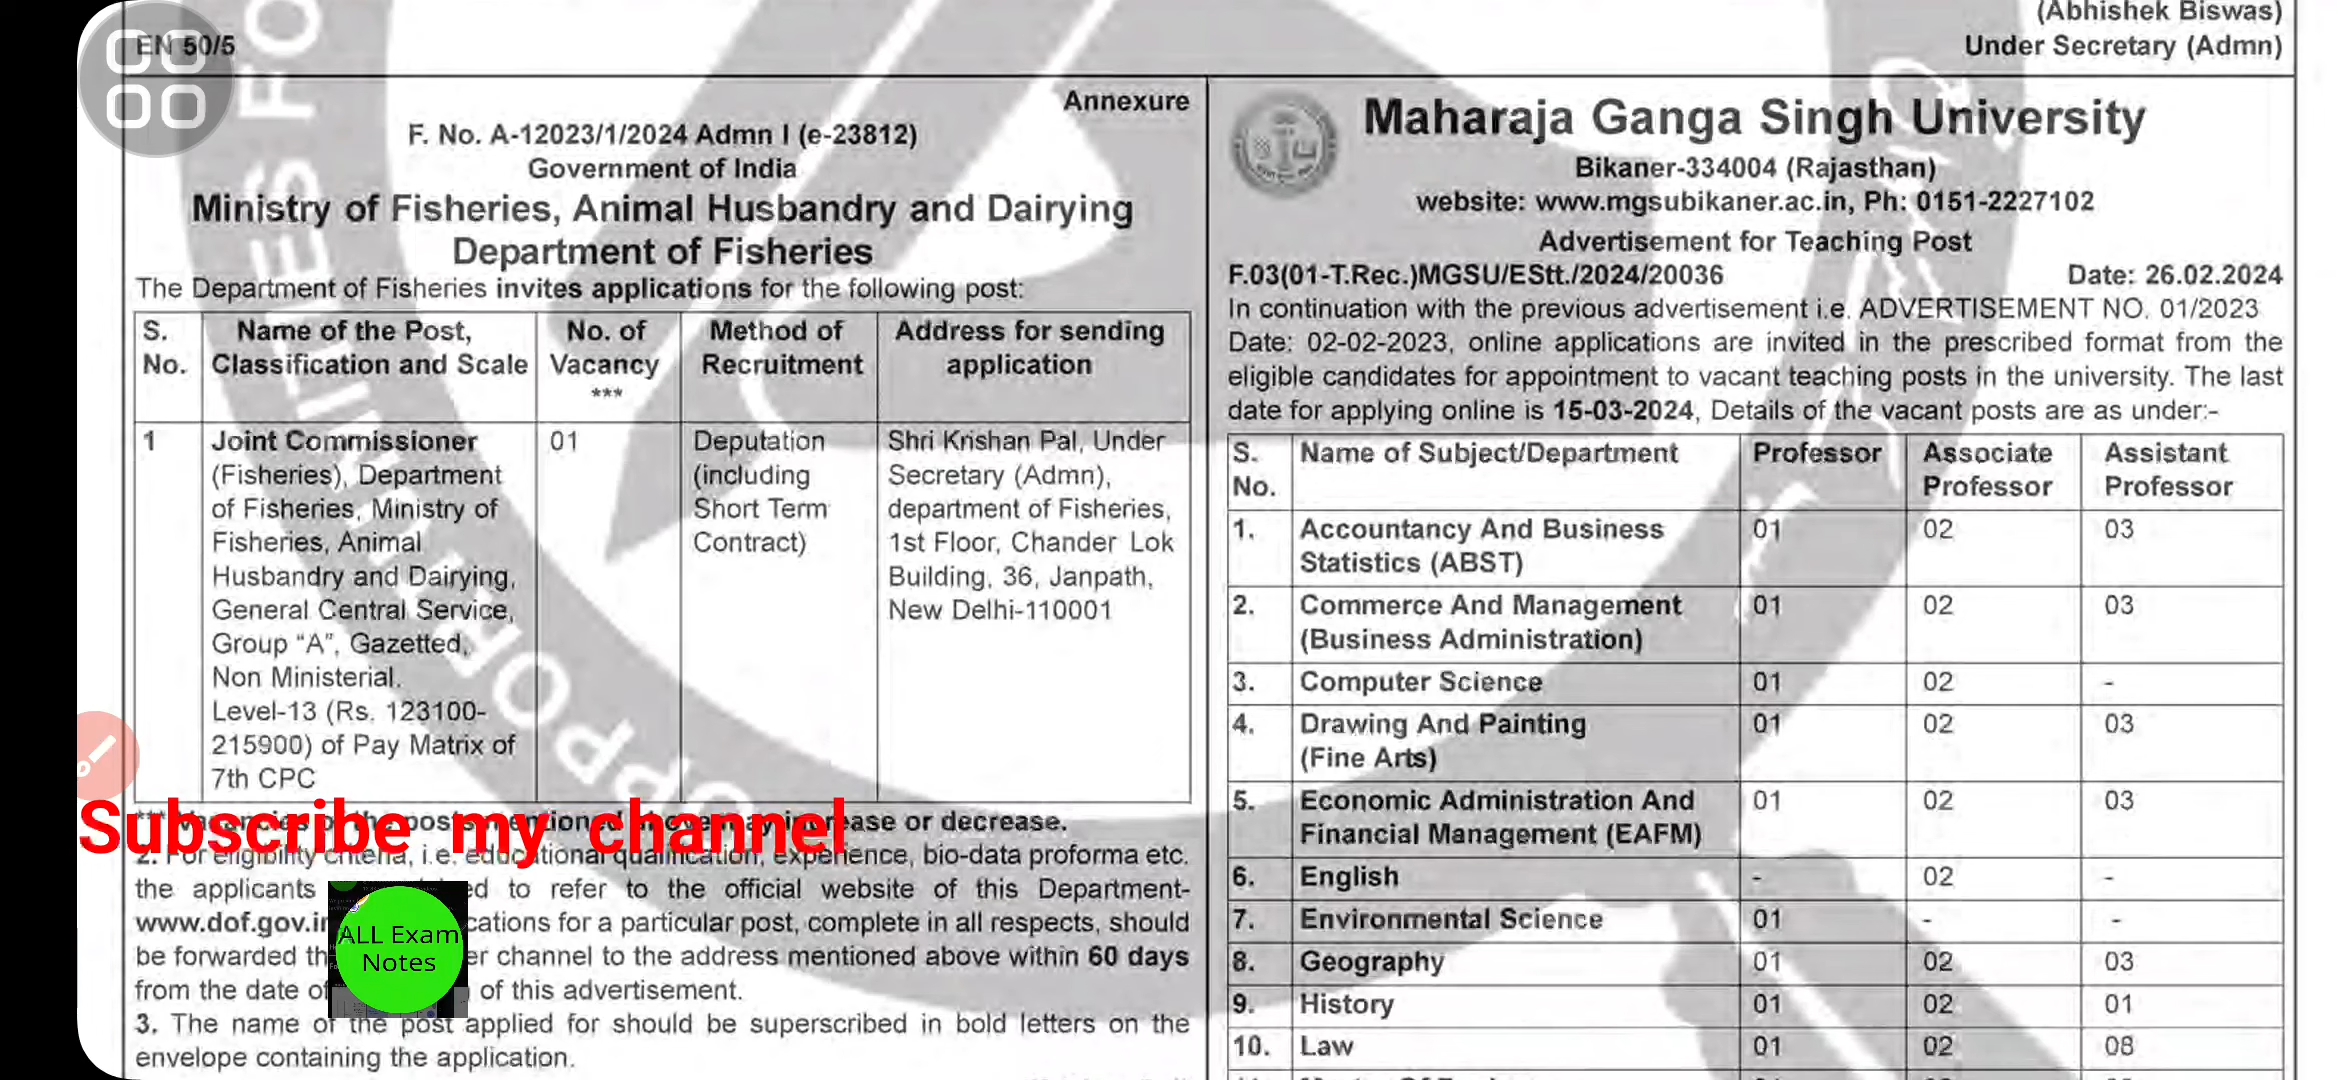 (Abhishek Biswas)
Under Secretary (Admn)
EN 50/5
Annexure
F. No. A-12023/1/2024 Admn I (e-23812)
Government of India
Ministry of Fisheries, Animal Husbandry and Dairying
Department of Fisheries
The Department of Fisheries invites applications for the following post:
S. No. Name of the Post, Classification and Scale No. of Vacancy *** Method of Recruitment Address for sending application
1 Joint Commissioner 01 Deputation Shri Krishan Pal, Under
(Fisheries), Department (including Secretary (Admn),
of Fisheries, Ministry of Short Term department of Fisheries,
Fisheries, Animal Contract) 1st Floor, Chander Lok
Husbandry and Dairying, Building, 36, Janpath,
General Central Service, New Delhi-110001
Group "A", Gazetted,
Non Ministerial.
Level-13 (Rs. 123100-
215900) of Pay Matrix of
7th CPC
Subscribe my channel
or decrease.
2. For eligibility criteria, i.e. educational qualification, experience, bio-data proforma etc.
the applicants to refer to the official website of this Department-
www.dof.gov.in for a particular post, complete in all respects, should
be forwarded channel to the address mentioned above within 60 days
from the date of of this advertisement.
ALL Exam
Notes
3. The name of the post applied for should be superscribed in bold letters on the
envelope containing the application.
Maharaja Ganga Singh University
Bikaner-334004 (Rajasthan)
website: www.mgsubikaner.ac.in, Ph: 0151-2227102
Advertisement for Teaching Post
F.03(01-T.Rec.)MGSU/EStt./2024/20036 Date: 26.02.2024
In continuation with the previous advertisement i.e. ADVERTISEMENT NO. 01/2023
Date: 02-02-2023, online applications are invited in the prescribed format from the
eligible candidates for appointment to vacant teaching posts in the university. The last
date for applying online is 15-03-2024, Details of the vacant posts are as under:-
S. No. Name of Subject/Department Professor Associate Professor Assistant Professor
1. Accountancy And Business 01 02 03
Statistics (ABST)
2. Commerce And Management 01 02 03
(Business Administration)
3. Computer Science 01 02 -
4. Drawing And Painting 01 02 03
(Fine Arts)
5. Economic Administration And 01 02 03
Financial Management (EAFM)
6. English - 02 -
7. Environmental Science 01 - -
8. Geography 01 02 03
9. History 01 02 01
10. Law 01 02 08